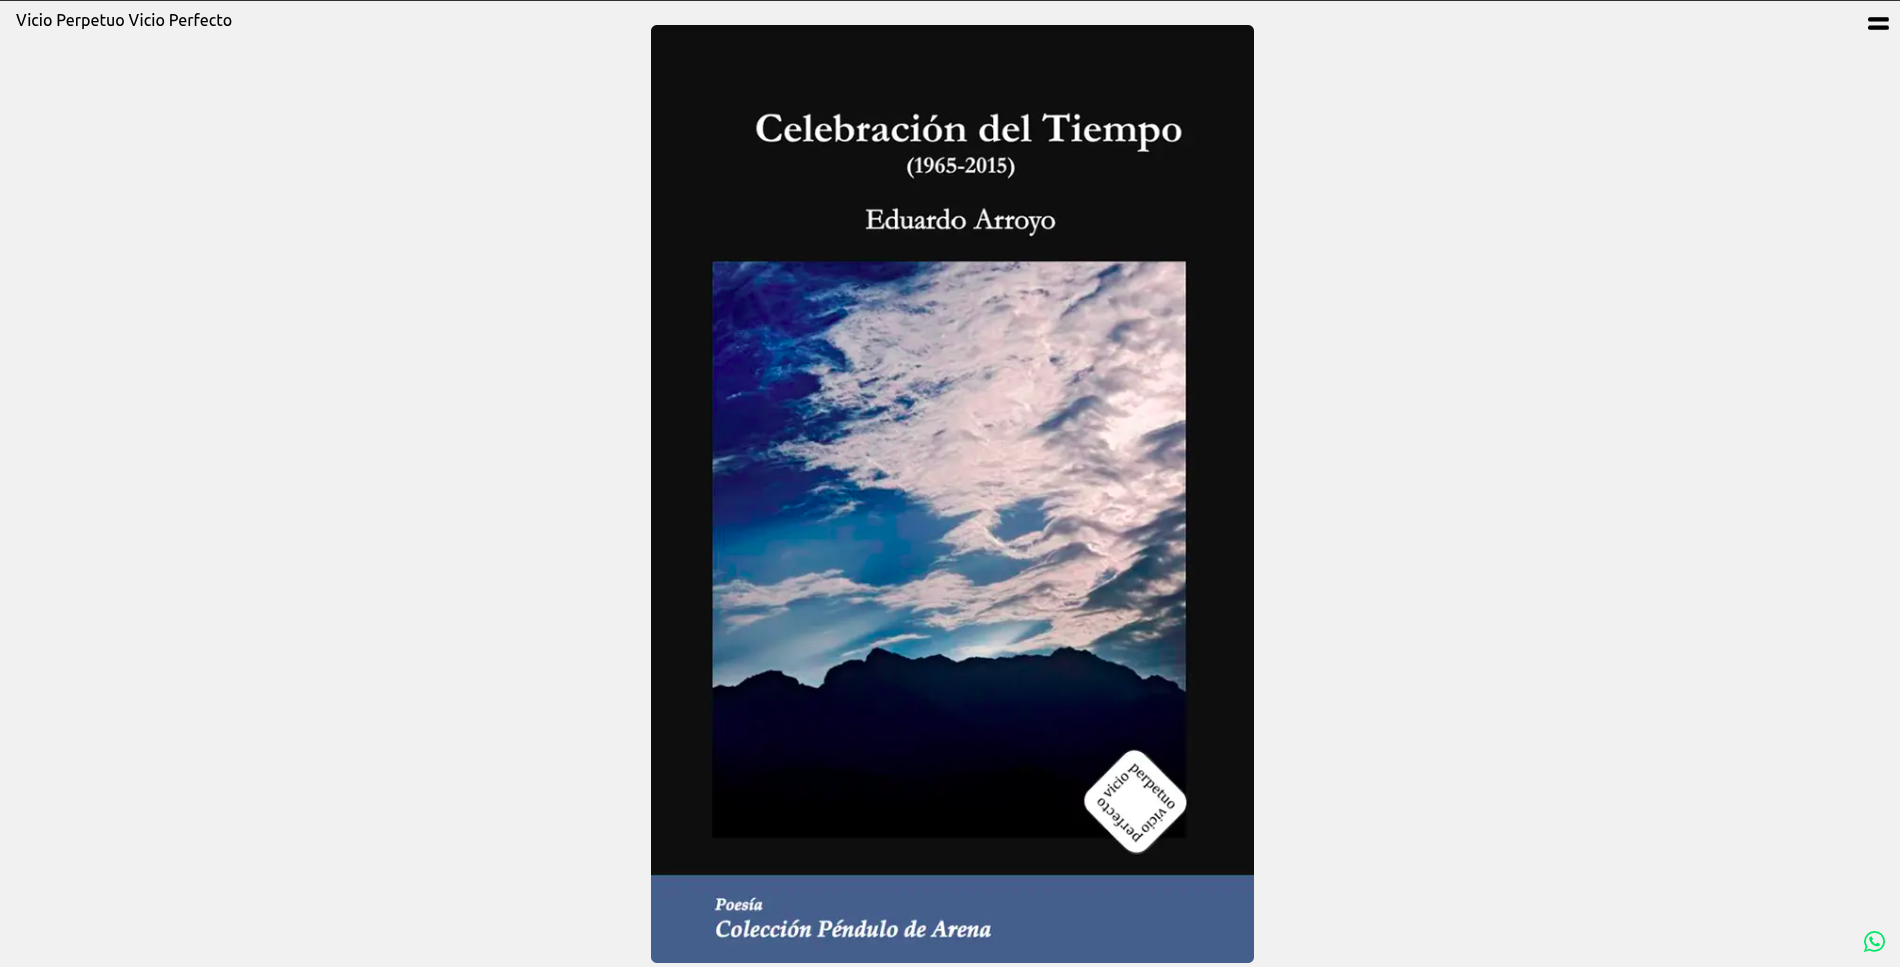 Vicio Perpetuo Vicio Perfecto
Celebración del Tiempo
(1965-2015)
Eduardo Arroyo
vicio
perpetuo
vicio
perfecto
Poesía
Colección Péndulo de Arena